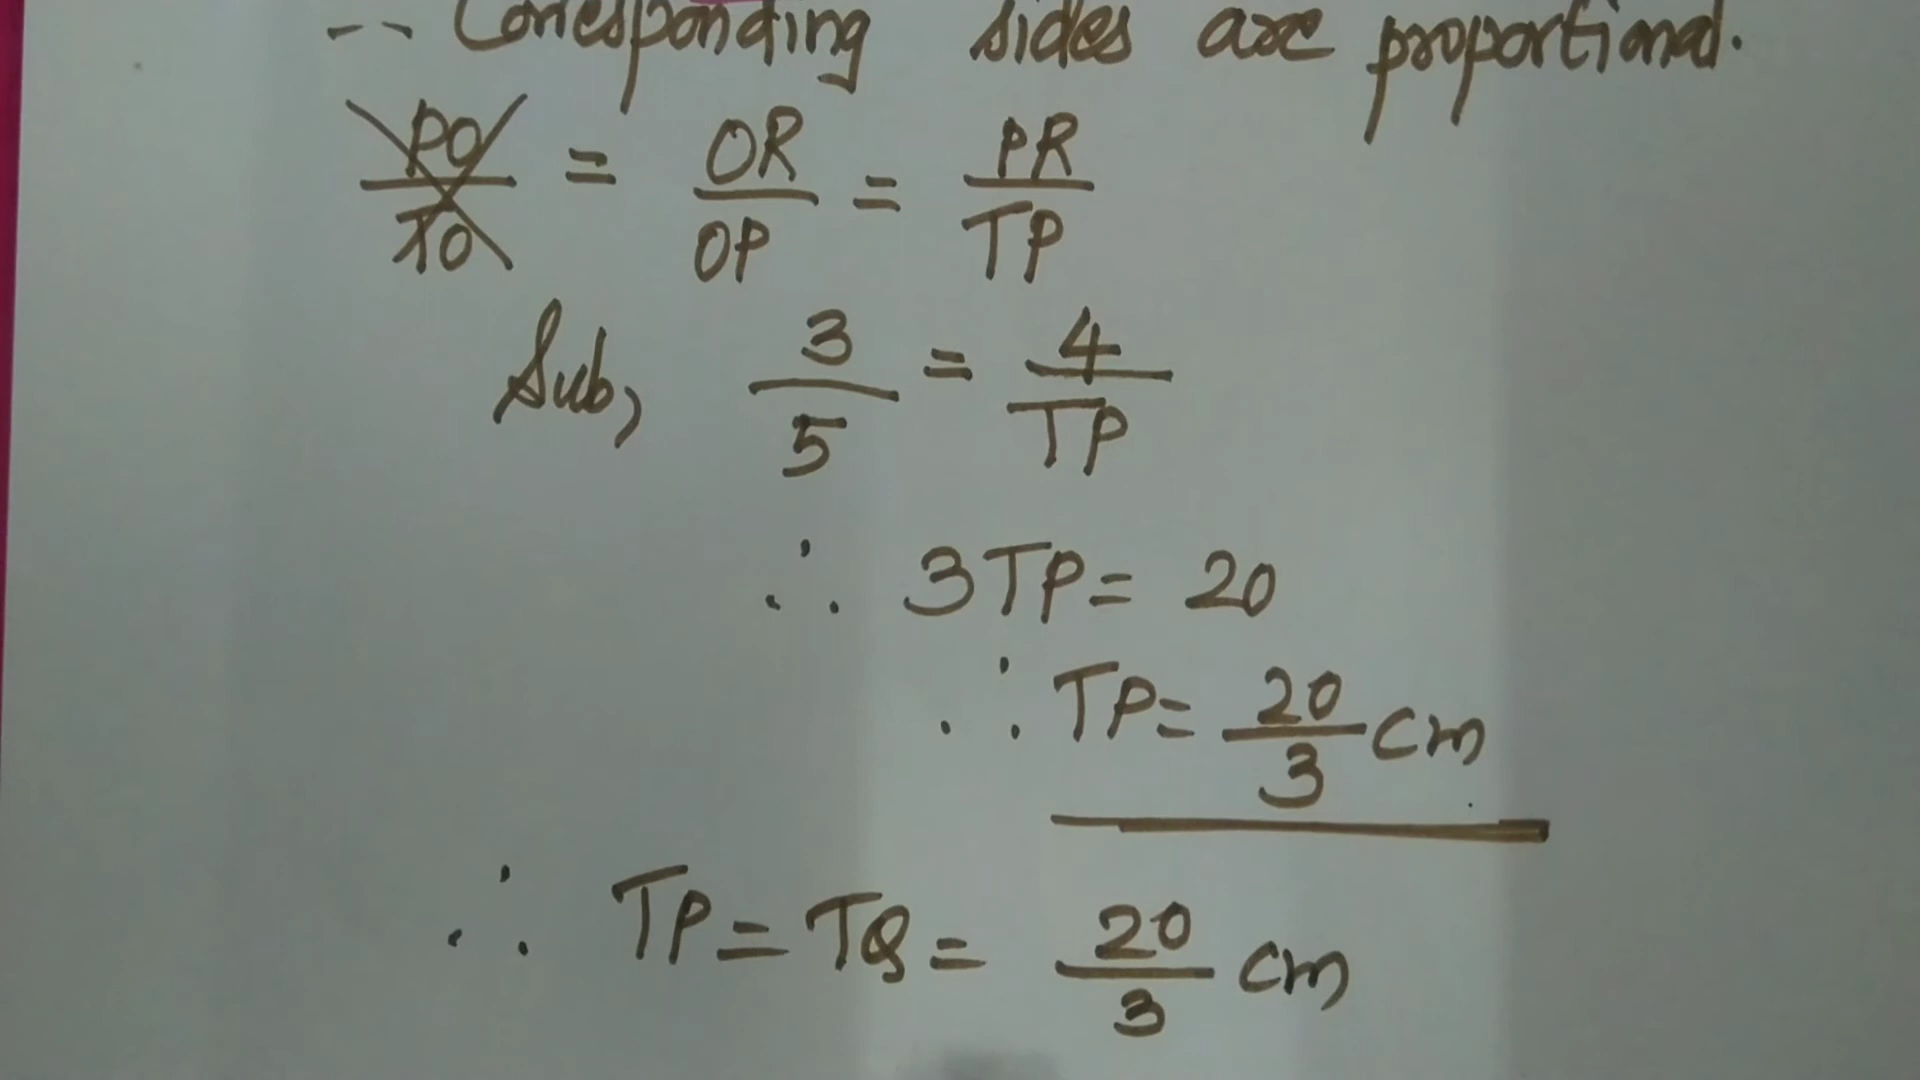 -- Corresponding sides are proportional.
PO/TO = OR/OP = PR/TP
Sub, 3/5 = 4/TP
∴ 3TP = 20
∴ TP = 20/3 cm
∴ TP = TQ = 20/3 cm